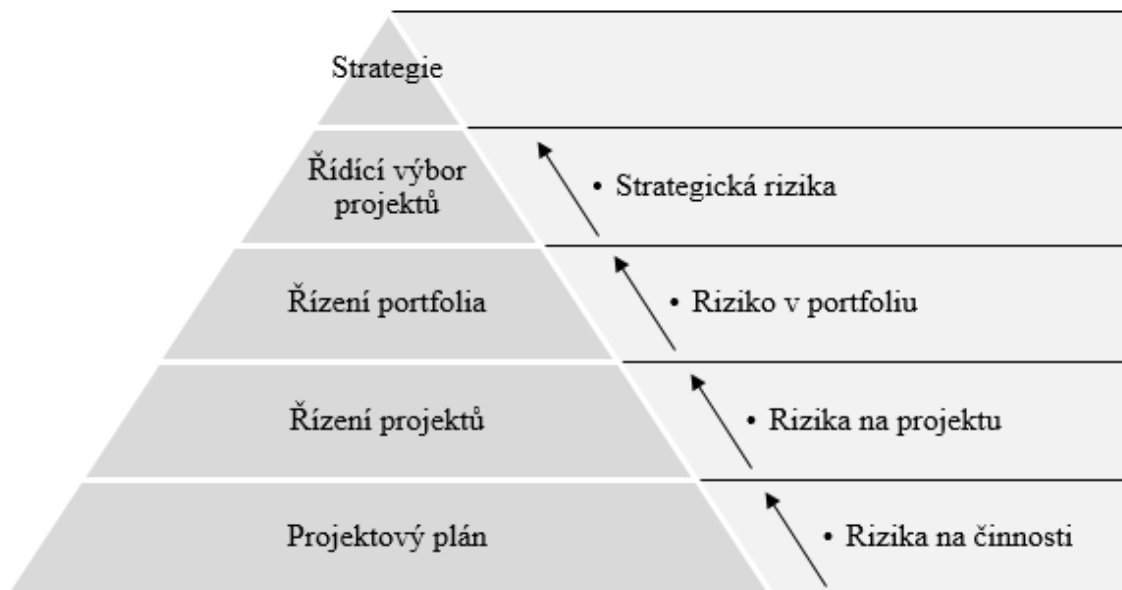 Strategie
Řídící výbor
projektů
• Strategická rizika
Řízení portfolia
• Riziko v portfoliu
Řízení projektů
• Rizika na projektu
Projektový plán
• Rizika na činnosti